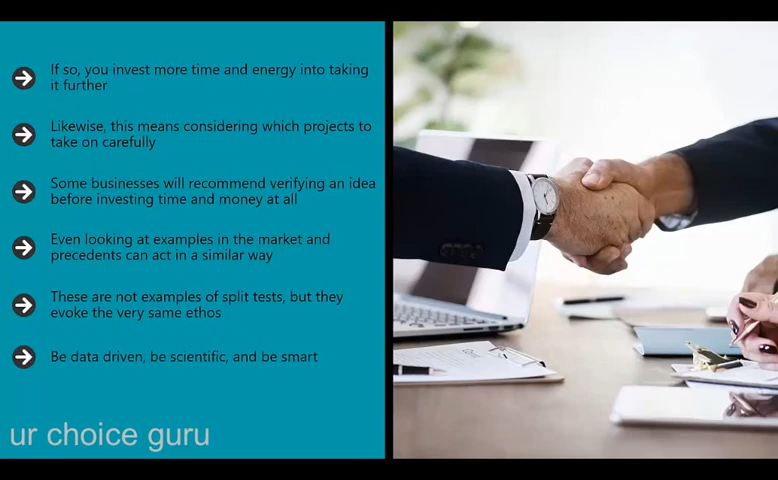 If so, you invest more time and energy into taking
it further
Likewise, this means considering which projects to
take on carefully
Some businesses will recommend verifying an idea
before investing time and money at all
Even looking at examples in the market and
precedents can act in a similar way
These are not examples of split tests, but they
evoke the very same ethos
Be data driven, be scientific, and be smart
ur choice guru